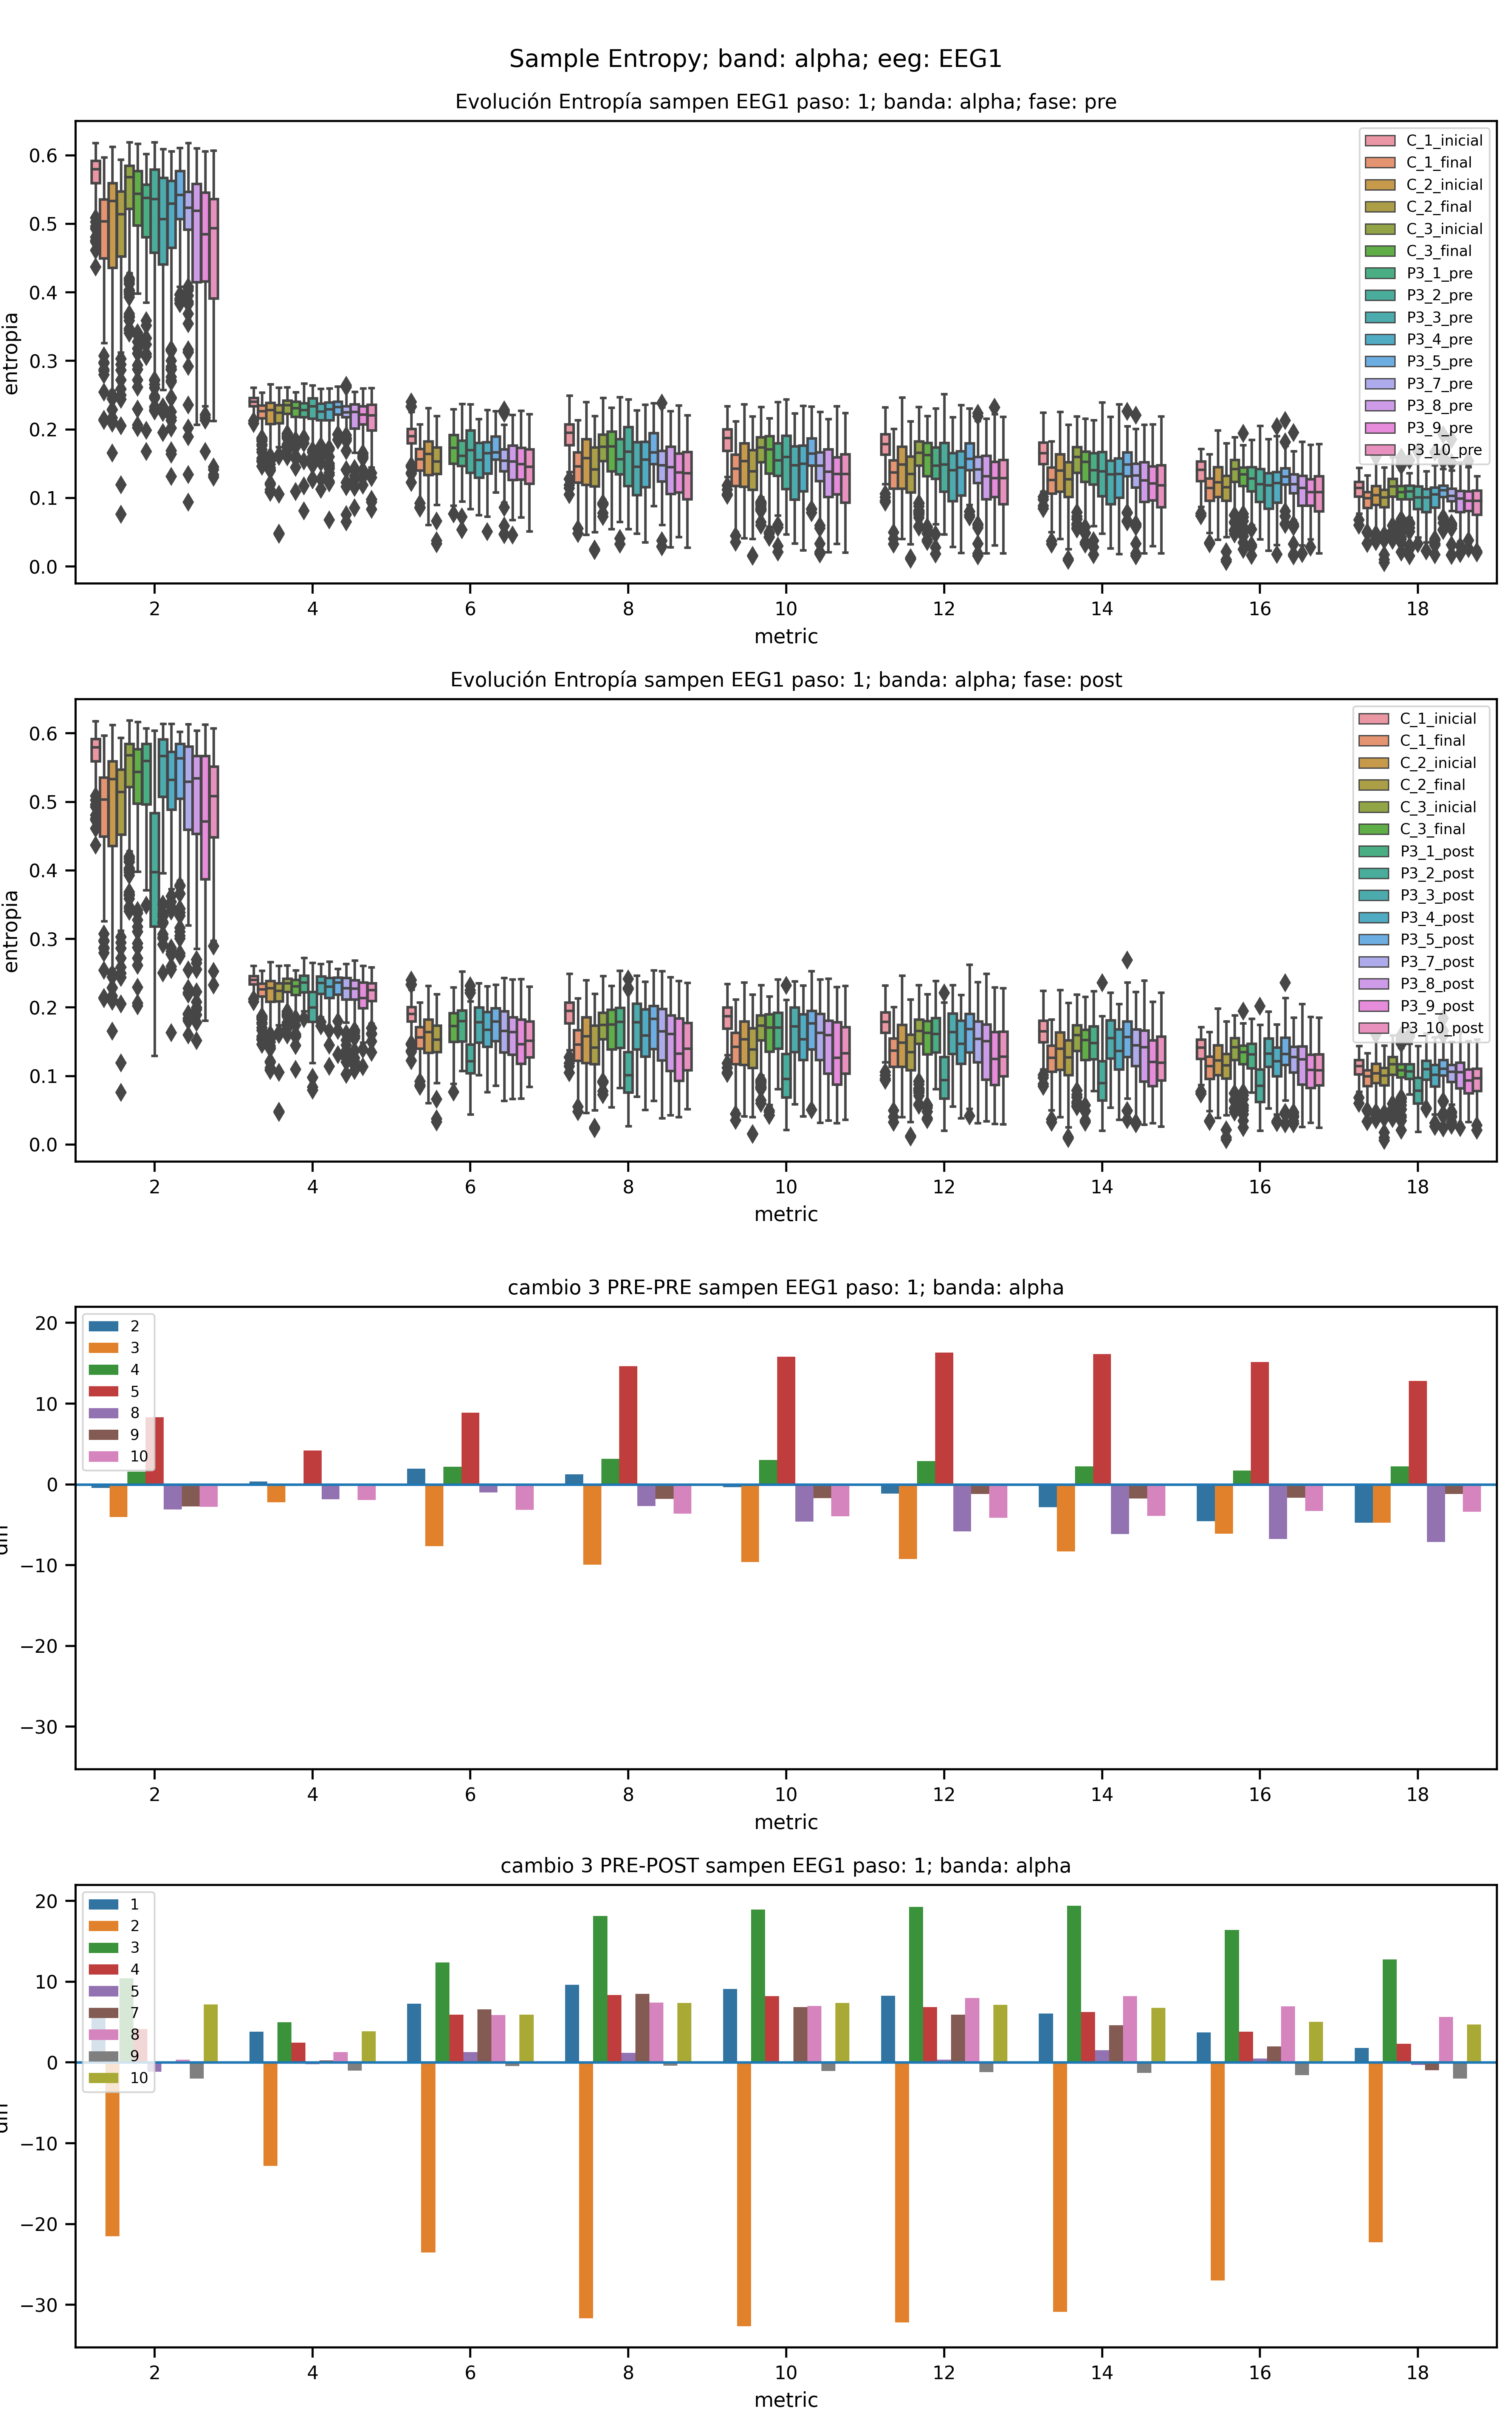 Sample Entropy; band: alpha; eeg: EEG1
Evolución Entropía sampen EEG1 paso: 1; banda: alpha; fase: pre
entropia
0.6
0.5
0.4
0.3
0.2
0.1
0.0
C_1_inicial
C_1_final
C_2_inicial
C_2_final
C_3_inicial
C_3_final
P3_1_pre
P3_2_pre
P3_3_pre
P3_4_pre
P3_5_pre
P3_7_pre
P3_8_pre
P3_9_pre
P3_10_pre
2 4 6 8 10 12 14 16 18
metric
Evolución Entropía sampen EEG1 paso: 1; banda: alpha; fase: post
entropia
0.6
0.5
0.4
0.3
0.2
0.1
0.0
C_1_inicial
C_1_final
C_2_inicial
C_2_final
C_3_inicial
C_3_final
P3_1_post
P3_2_post
P3_3_post
P3_4_post
P3_5_post
P3_7_post
P3_8_post
P3_9_post
P3_10_post
2 4 6 8 10 12 14 16 18
metric
cambio 3 PRE-PRE sampen EEG1 paso: 1; banda: alpha
20
10
0
−10
−20
−30
2
3
4
5
8
9
10
2 4 6 8 10 12 14 16 18
metric
cambio 3 PRE-POST sampen EEG1 paso: 1; banda: alpha
20
10
0
−10
−20
−30
1
2
3
4
5
7
8
9
10
2 4 6 8 10 12 14 16 18
metric